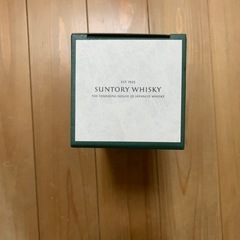 EST. 1923
SUNTORY WHISKY
THE FOUNDING HOUSE OF JAPANESE WHISKY